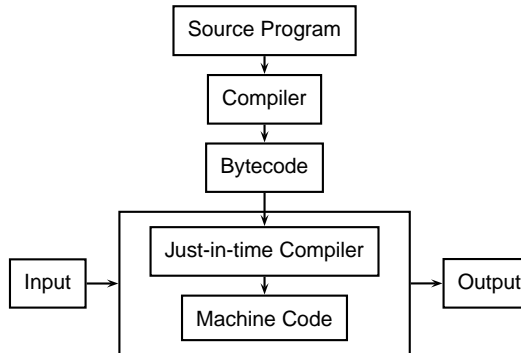 Source Program
Compiler
Bytecode
Just-in-time Compiler
Input
Output
Machine Code